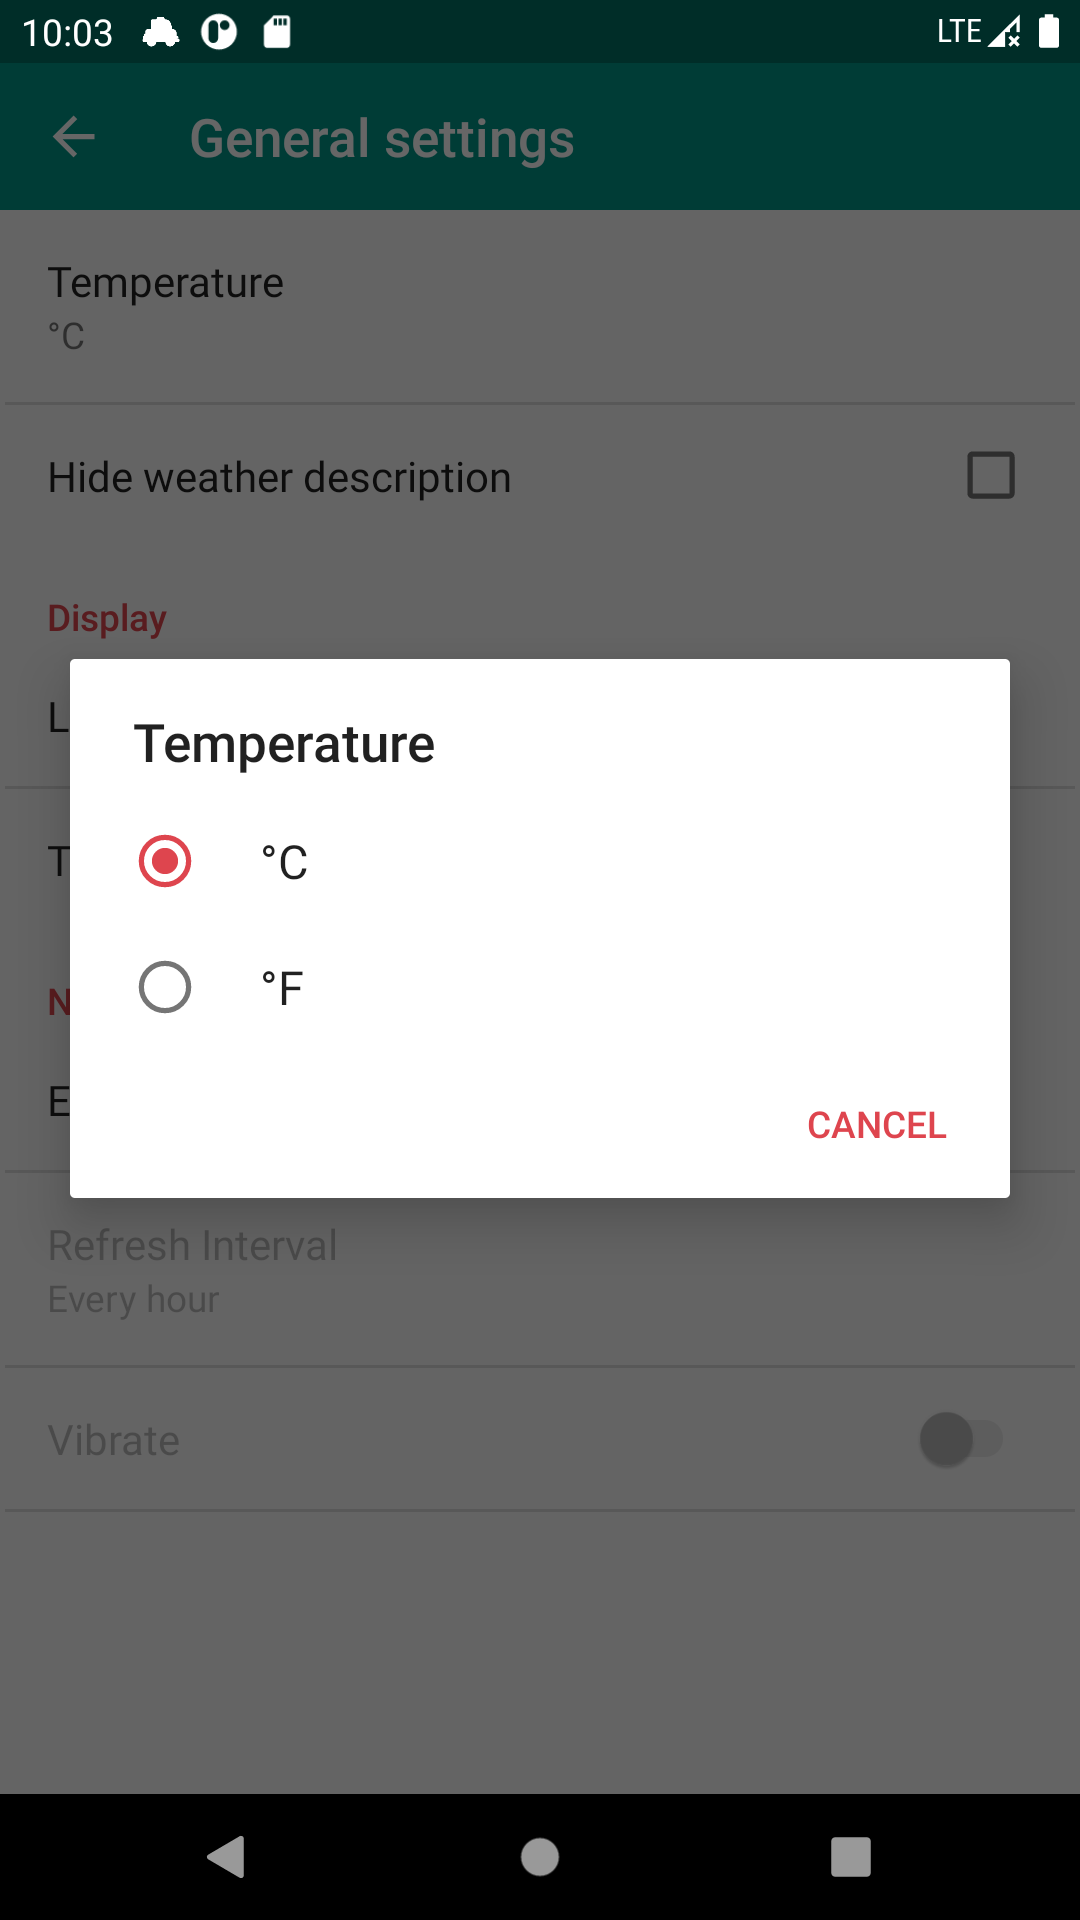 10:03
LTE
General settings
Temperature
°C
Hide weather description
Display
L
T
N
E
Temperature
°C
°F
CANCEL
Refresh Interval
Every hour
Vibrate